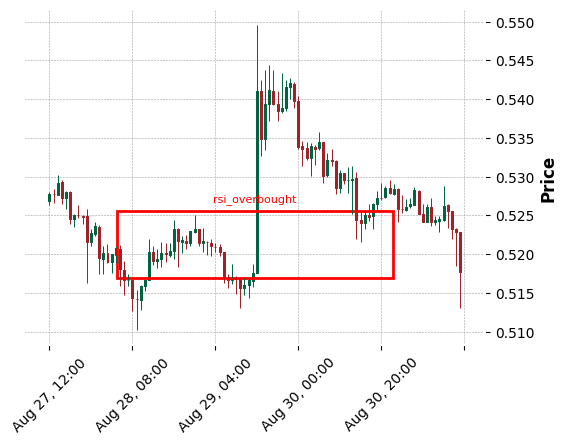 0.550
0.545
0.540
0.535
0.530
0.525
0.520
0.515
0.510
Price
rsi_overbought
Aug 27, 12:00
Aug 28, 08:00
Aug 29, 04:00
Aug 30, 00:00
Aug 30, 20:00